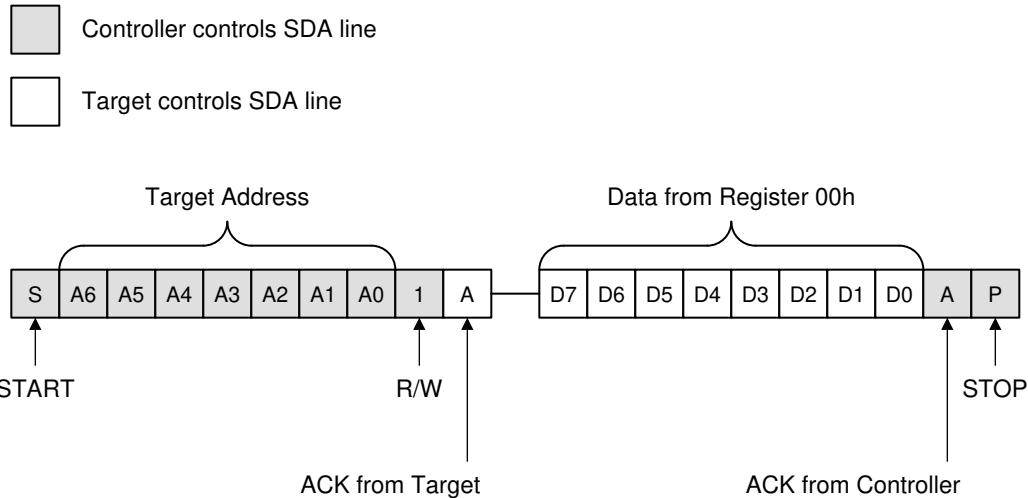 Controller controls SDA line
Target controls SDA line
Target Address
Data from Register 00h
S A6 A5 A4 A3 A2 A1 A0 1 A D7 D6 D5 D4 D3 D2 D1 D0 A P
START R/W STOP
ACK from Target ACK from Controller